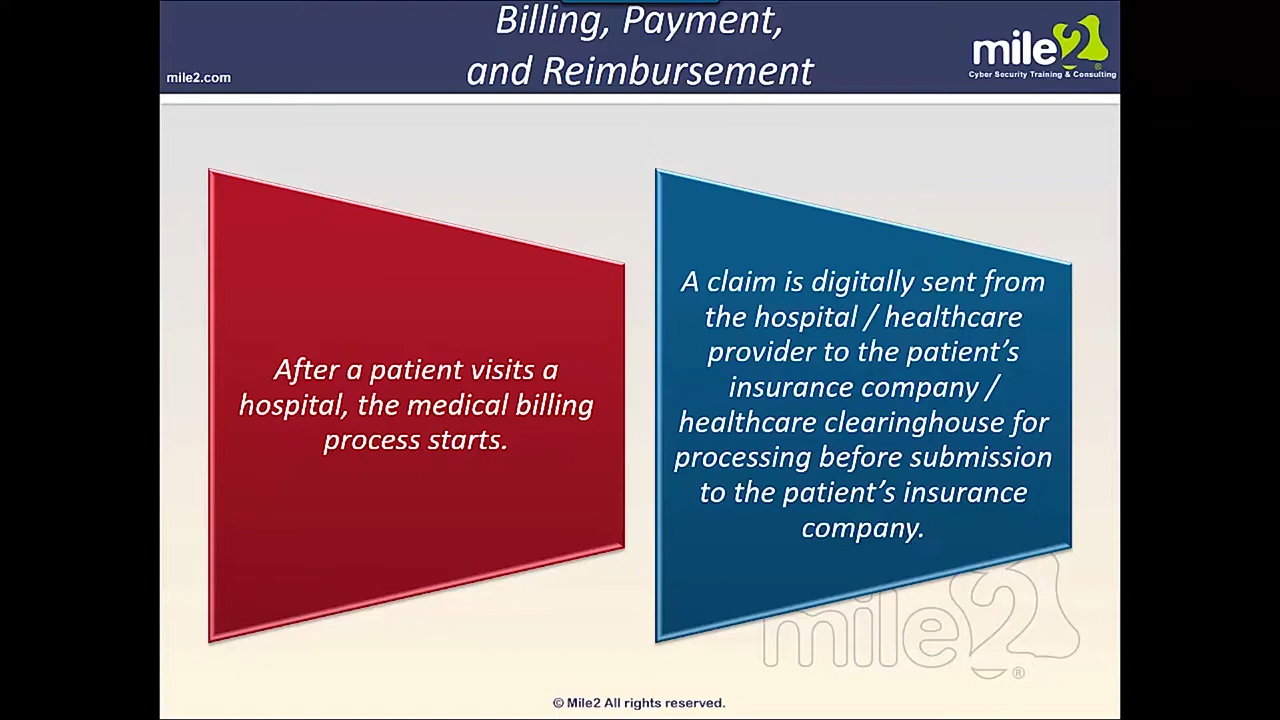 Billing, Payment,
and Reimbursement
mile2.com
mile2®
Cyber Security Training & Consulting
After a patient visits a
hospital, the medical billing
process starts.
A claim is digitally sent from
the hospital / healthcare
provider to the patient’s
insurance company /
healthcare clearinghouse for
processing before submission
to the patient’s insurance
company.
mile2®
© Mile2 All rights reserved.